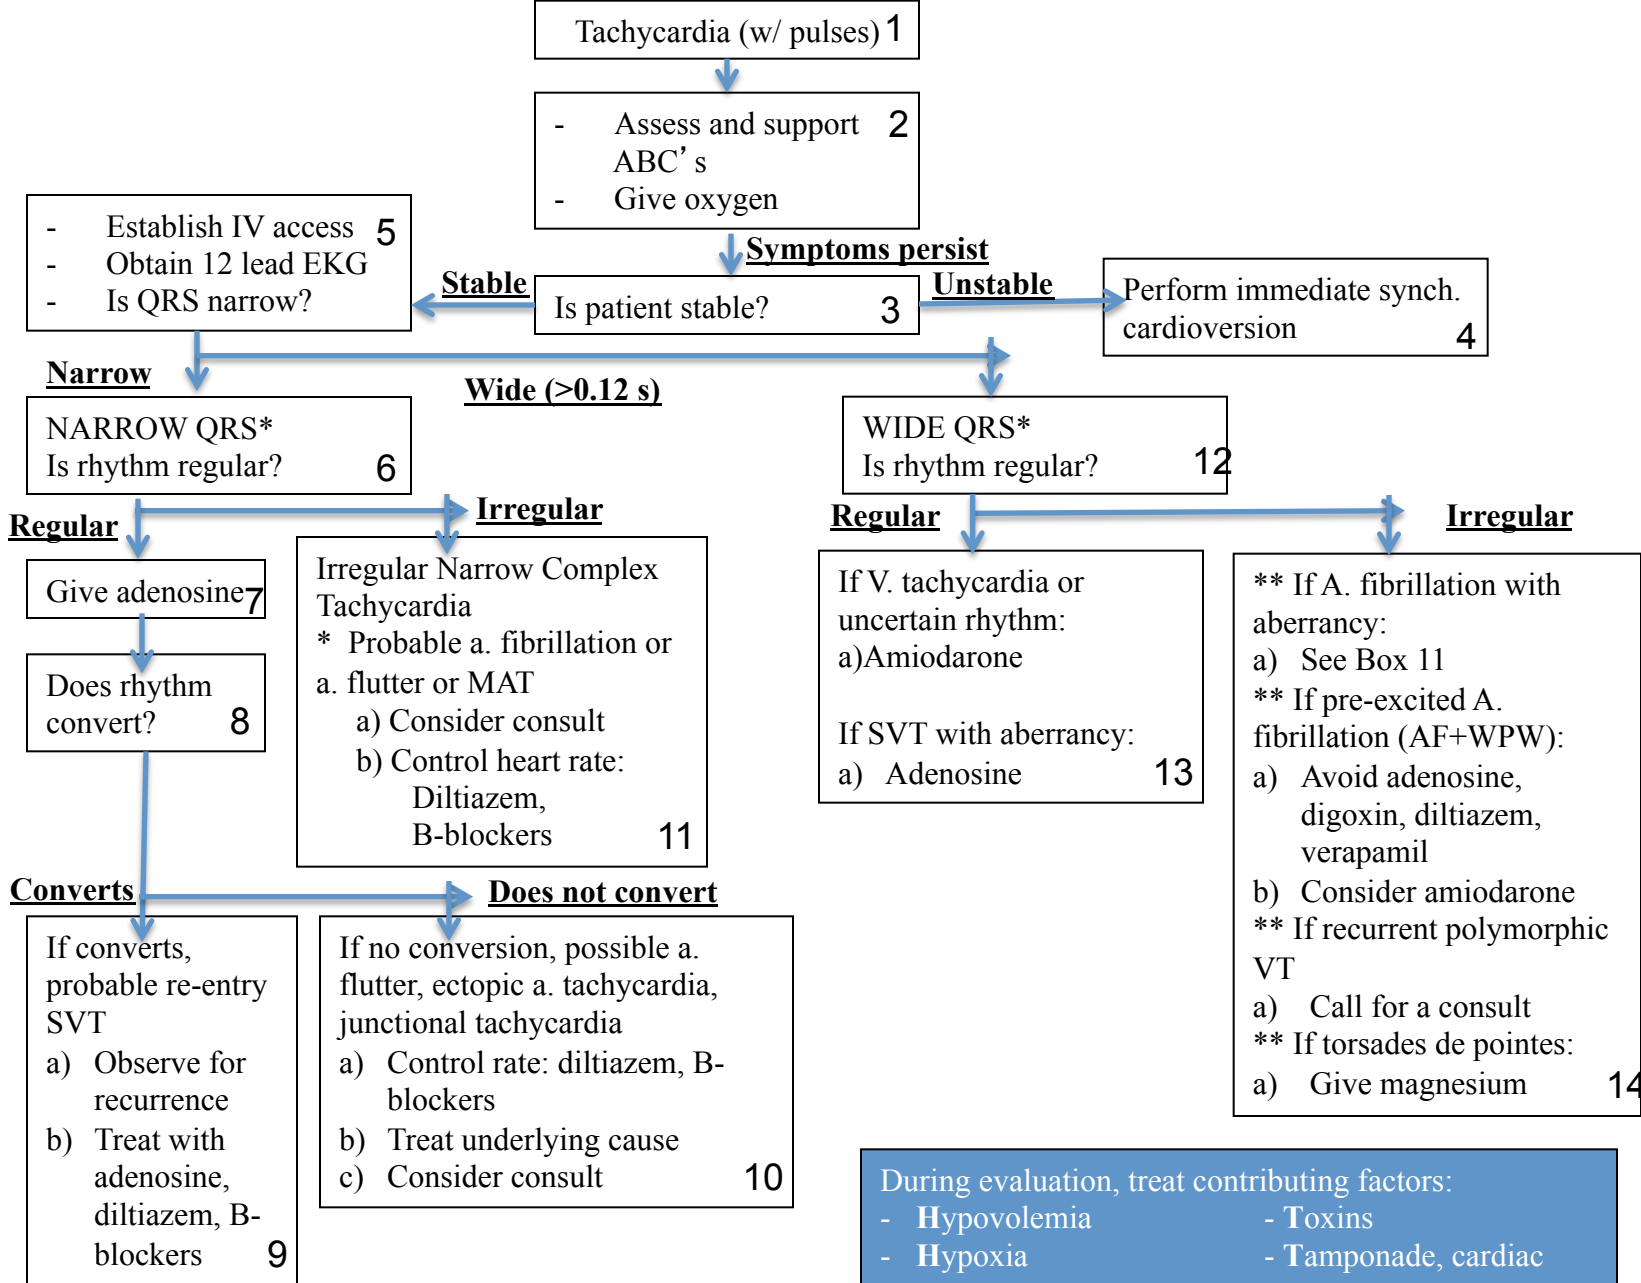 Tachycardia (w/ pulses) 1
- Assess and support 2
ABC's
- Give oxygen
- Establish IV access 5
- Obtain 12 lead EKG
- Is QRS narrow?
Symptoms persist
Stable
Unstable
Is patient stable? 3
Perform immediate synch.
cardioversion 4
Narrow
Wide (>0.12 s)
NARROW QRS*
Is rhythm regular? 6
WIDE QRS*
Is rhythm regular? 12
Regular
Irregular
Regular
Irregular
Give adenosine 7
Does rhythm
convert? 8
Irregular Narrow Complex
Tachycardia
* Probable a. fibrillation or
a. flutter or MAT
a) Consider consult
b) Control heart rate:
Diltiazem,
B-blockers 11
If V. tachycardia or
uncertain rhythm:
a)Amiodarone
If SVT with aberrancy:
a) Adenosine 13
** If A. fibrillation with
aberrancy:
a) See Box 11
** If pre-excited A.
fibrillation (AF+WPW):
a) Avoid adenosine,
digoxin, diltiazem,
verapamil
b) Consider amiodarone
** If recurrent polymorphic
VT
a) Call for a consult
** If torsades de pointes:
a) Give magnesium 14
Converts
Does not convert
If converts,
probable re-entry
SVT
a) Observe for
recurrence
b) Treat with
adenosine,
diltiazem, B-
blockers 9
If no conversion, possible a.
flutter, ectopic a. tachycardia,
junctional tachycardia
a) Control rate: diltiazem, B-
blockers
b) Treat underlying cause
c) Consider consult 10
During evaluation, treat contributing factors:
- Hypovolemia - Toxins
- Hypoxia - Tamponade, cardiac